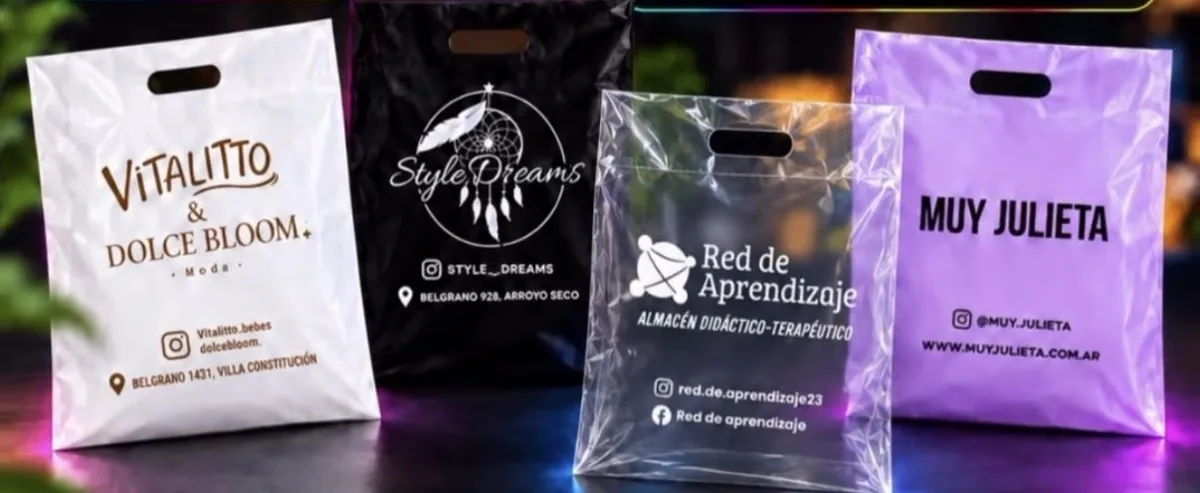 ViTALITTO
&
DOLCE BLOOM
· Moda ·
Vitalitto.bebes
dolcebloom.
BELGRANO 1431, VILLA CONSTITUCIÓN
Style Dreams
STYLE__DREAMS
BELGRANO 928, ARROYO SECO
Red de
Aprendizaje
ALMACÉN DIDÁCTICO-TERAPÉUTICO
red.de.aprendizaje23
Red de aprendizaje
MUY JULIETA
@MUY.JULIETA
WWW.MUYJULIETA.COM.AR